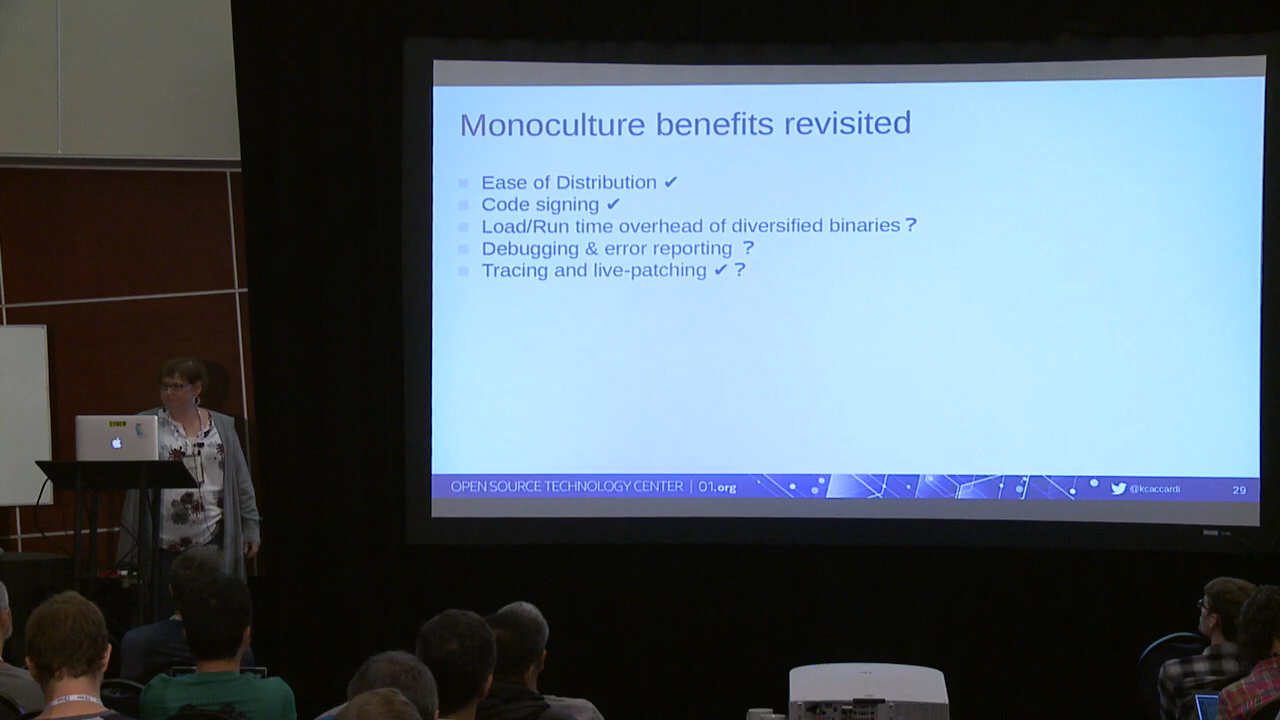 Monoculture benefits revisited
Ease of Distribution ✔
Code signing ✔
Load/Run time overhead of diversified binaries ?
Debugging & error reporting ?
Tracing and live-patching ✔ ?
OPEN SOURCE TECHNOLOGY CENTER | 01.org
@kcaccardi
29